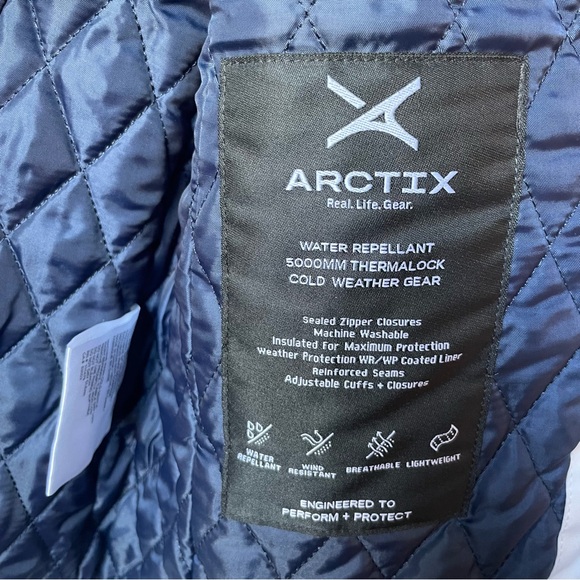 ARCTIX
Real. Life. Gear.
WATER REPELLANT
5000MM THERMALOCK
COLD WEATHER GEAR
Sealed Zipper Closures
Machine Washable
Insulated For Maximum Protection
Weather Protection WR/WP Coated Liner
Reinforced Seams
Adjustable Cuffs + Closures
WATER REPELLANT
WIND RESISTANT
BREATHABLE
LIGHTWEIGHT
ENGINEERED TO
PERFORM + PROTECT